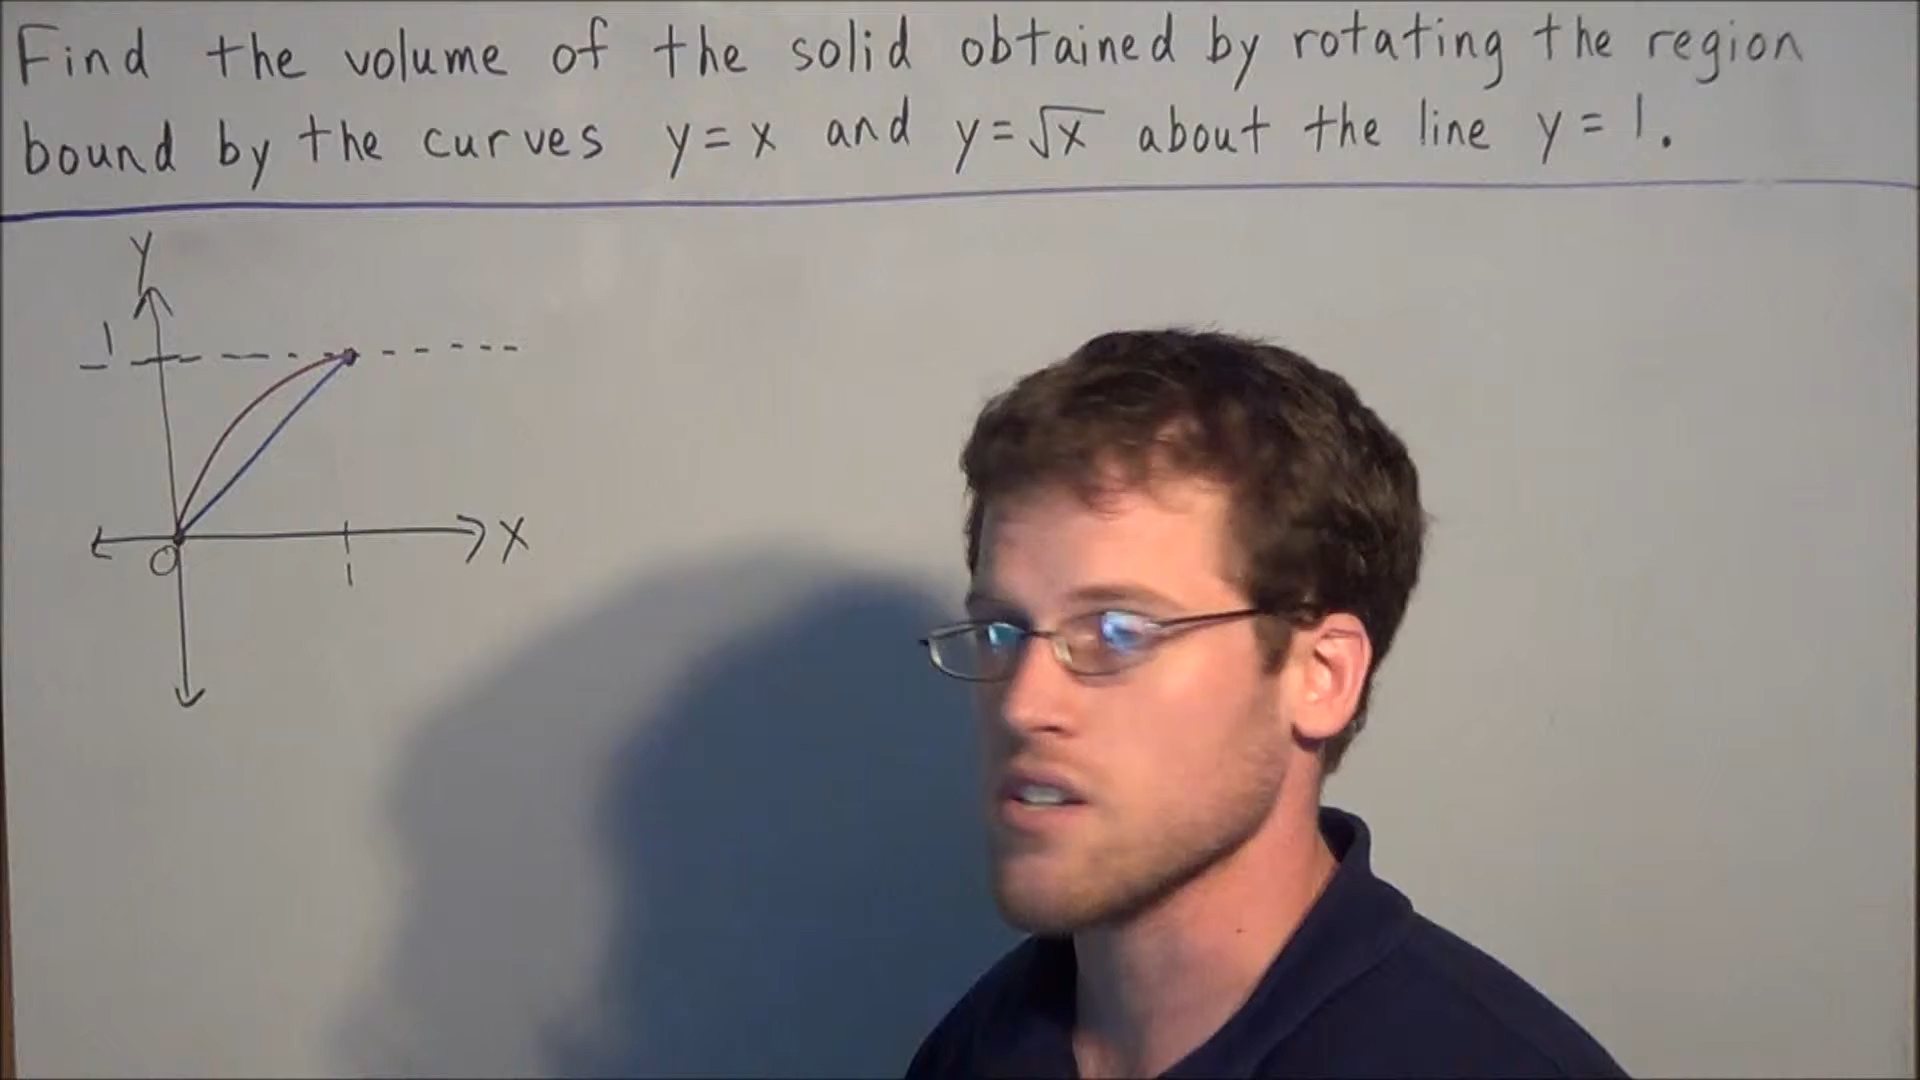 Find the volume of the solid obtained by rotating the region
bound by the curves y = x and y = √x about the line y = 1.
y
1
0
1
x